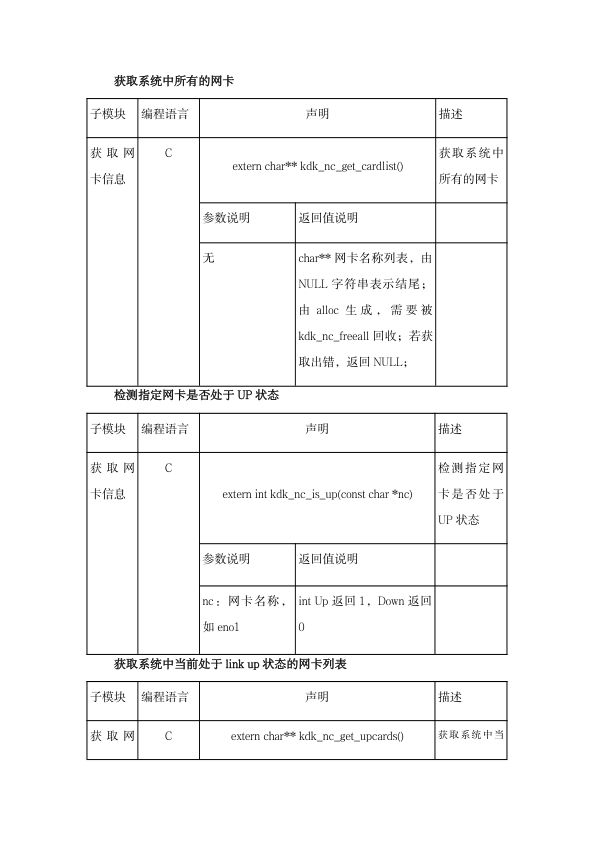 获取系统中所有的网卡
子模块 编程语言 声明 描述
获取网 C extern char** kdk_nc_get_cardlist() 获取系统中
卡信息 所有的网卡
参数说明 返回值说明
无 char** 网卡名称列表，由
NULL 字符串表示结尾；
由 alloc 生成，需要被
kdk_nc_freeall 回收；若获
取出错，返回 NULL；
检测指定网卡是否处于 UP 状态
子模块 编程语言 声明 描述
获取网 C extern int kdk_nc_is_up(const char *nc) 检测指定网
卡信息 卡是否处于
UP 状态
参数说明 返回值说明
nc：网卡名称， int Up 返回 1，Down 返回
如 eno1 0
获取系统中当前处于 link up 状态的网卡列表
子模块 编程语言 声明 描述
获取网 C extern char** kdk_nc_get_upcards() 获取系统中当